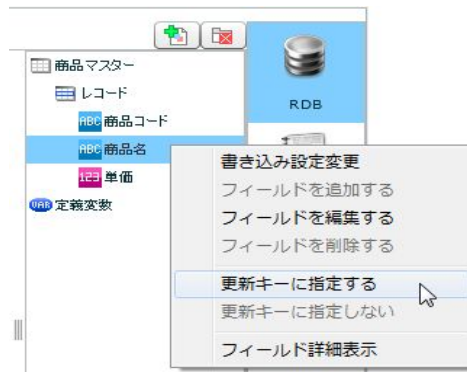 商品マスター
レコード
ABC 商品コード
ABC 商品名
123 単価
VAR 定義変数
RDB
書き込み設定変更
フィールドを追加する
フィールドを編集する
フィールドを削除する
更新キーに指定する
更新キーに指定しない
フィールド詳細表示